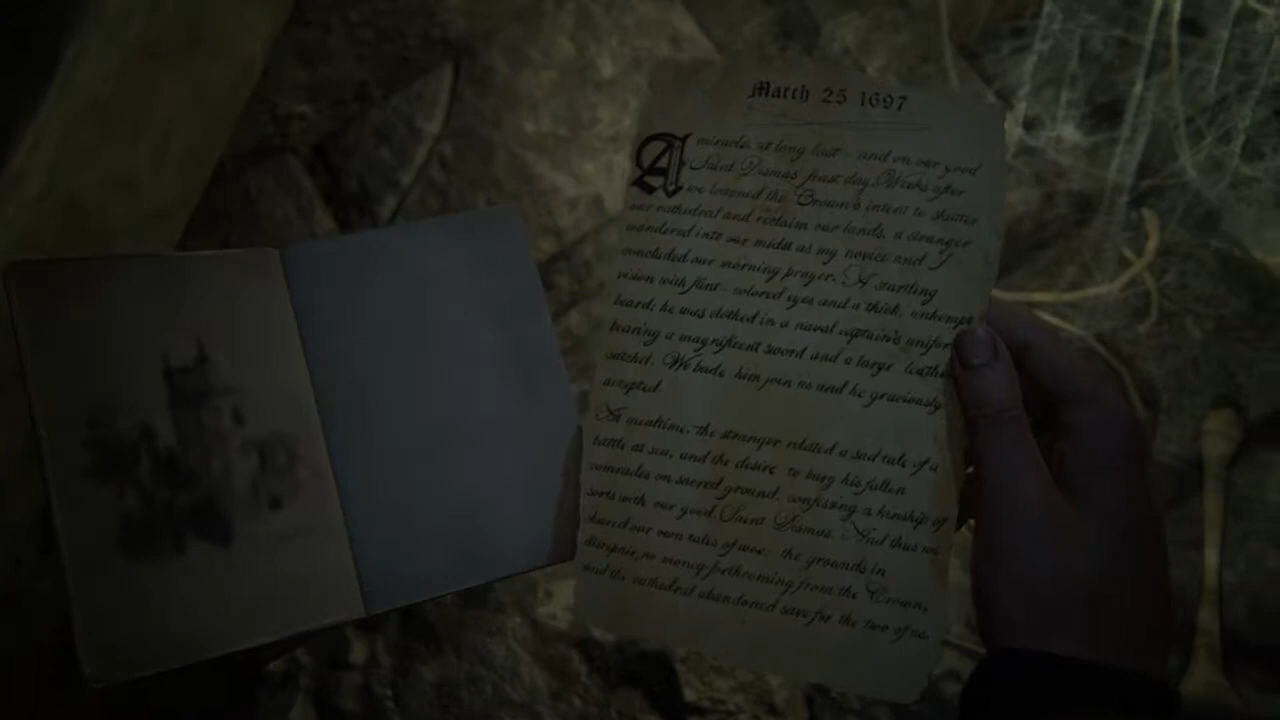 March 25 1697
A miracle, at long last – and on our good
Saint Dismas feast day. Weeks after
we learned the Crown's intent to shutter
our cathedral and reclaim our lands, a stranger
wandered into our midst as my novice and I
concluded our morning prayer. A startling
vision with flint-colored eyes and a thick, unkempt
beard; he was clothed in a naval captain's unifor
bearing a magnificent sword and a large leathe
satchel. We bade him join us and he graciously
accepted.
At mealtime, the stranger related a sad tale of a
battle at sea, and the desire to bury his fallen
comrades on sacred ground, confessing a kinship of
sorts with our good Saint Dismas. And thus we
shared our own tales of woe: the grounds in
disrepair, no money forthcoming from the Crown,
and the cathedral abandoned save for the two of us.